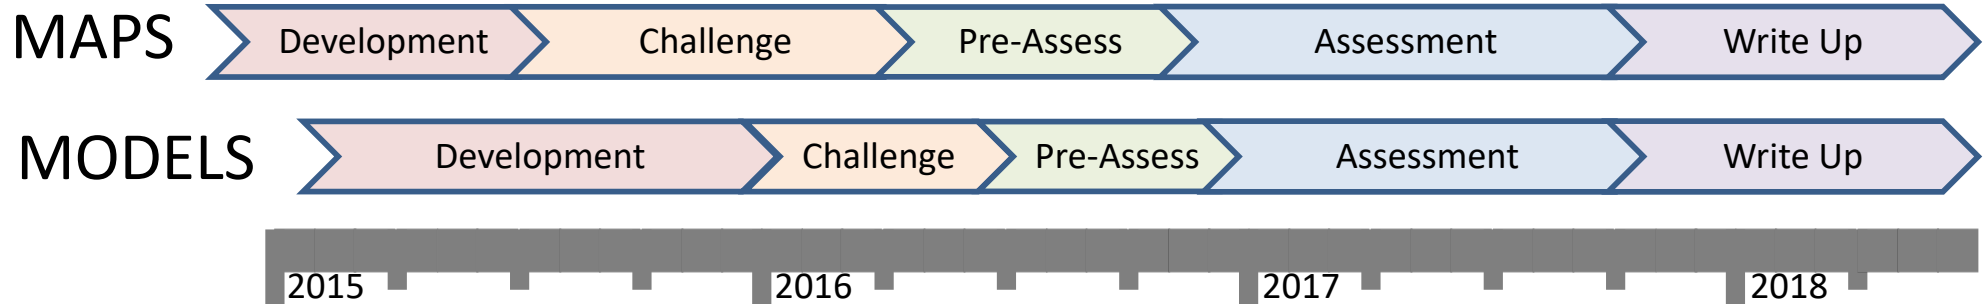 MAPS Development Challenge Pre-Assess Assessment Write Up
MODELS Development Challenge Pre-Assess Assessment Write Up
2015 2016 2017 2018